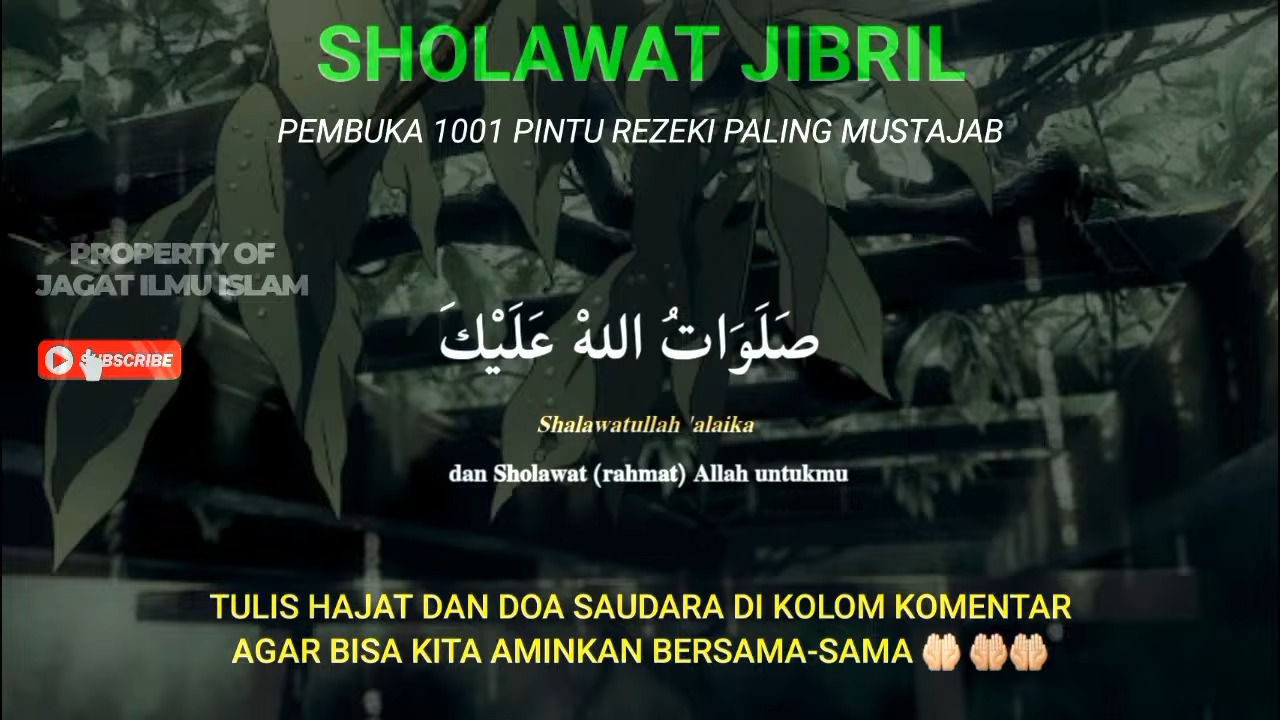 SHOLAWAT JIBRIL
PEMBUKA 1001 PINTU REZEKI PALING MUSTAJAB
PROPERTY OF
JAGAT ILMU ISLAM
SUBSCRIBE
صَلَوَاتُ اللهْ عَلَيْكَ
Shalawatullah 'alaika
dan Sholawat (rahmat) Allah untukmu
TULIS HAJAT DAN DOA SAUDARA DI KOLOM KOMENTAR
AGAR BISA KITA AMINKAN BERSAMA-SAMA 🤲🏻 🤲🏻🤲🏻